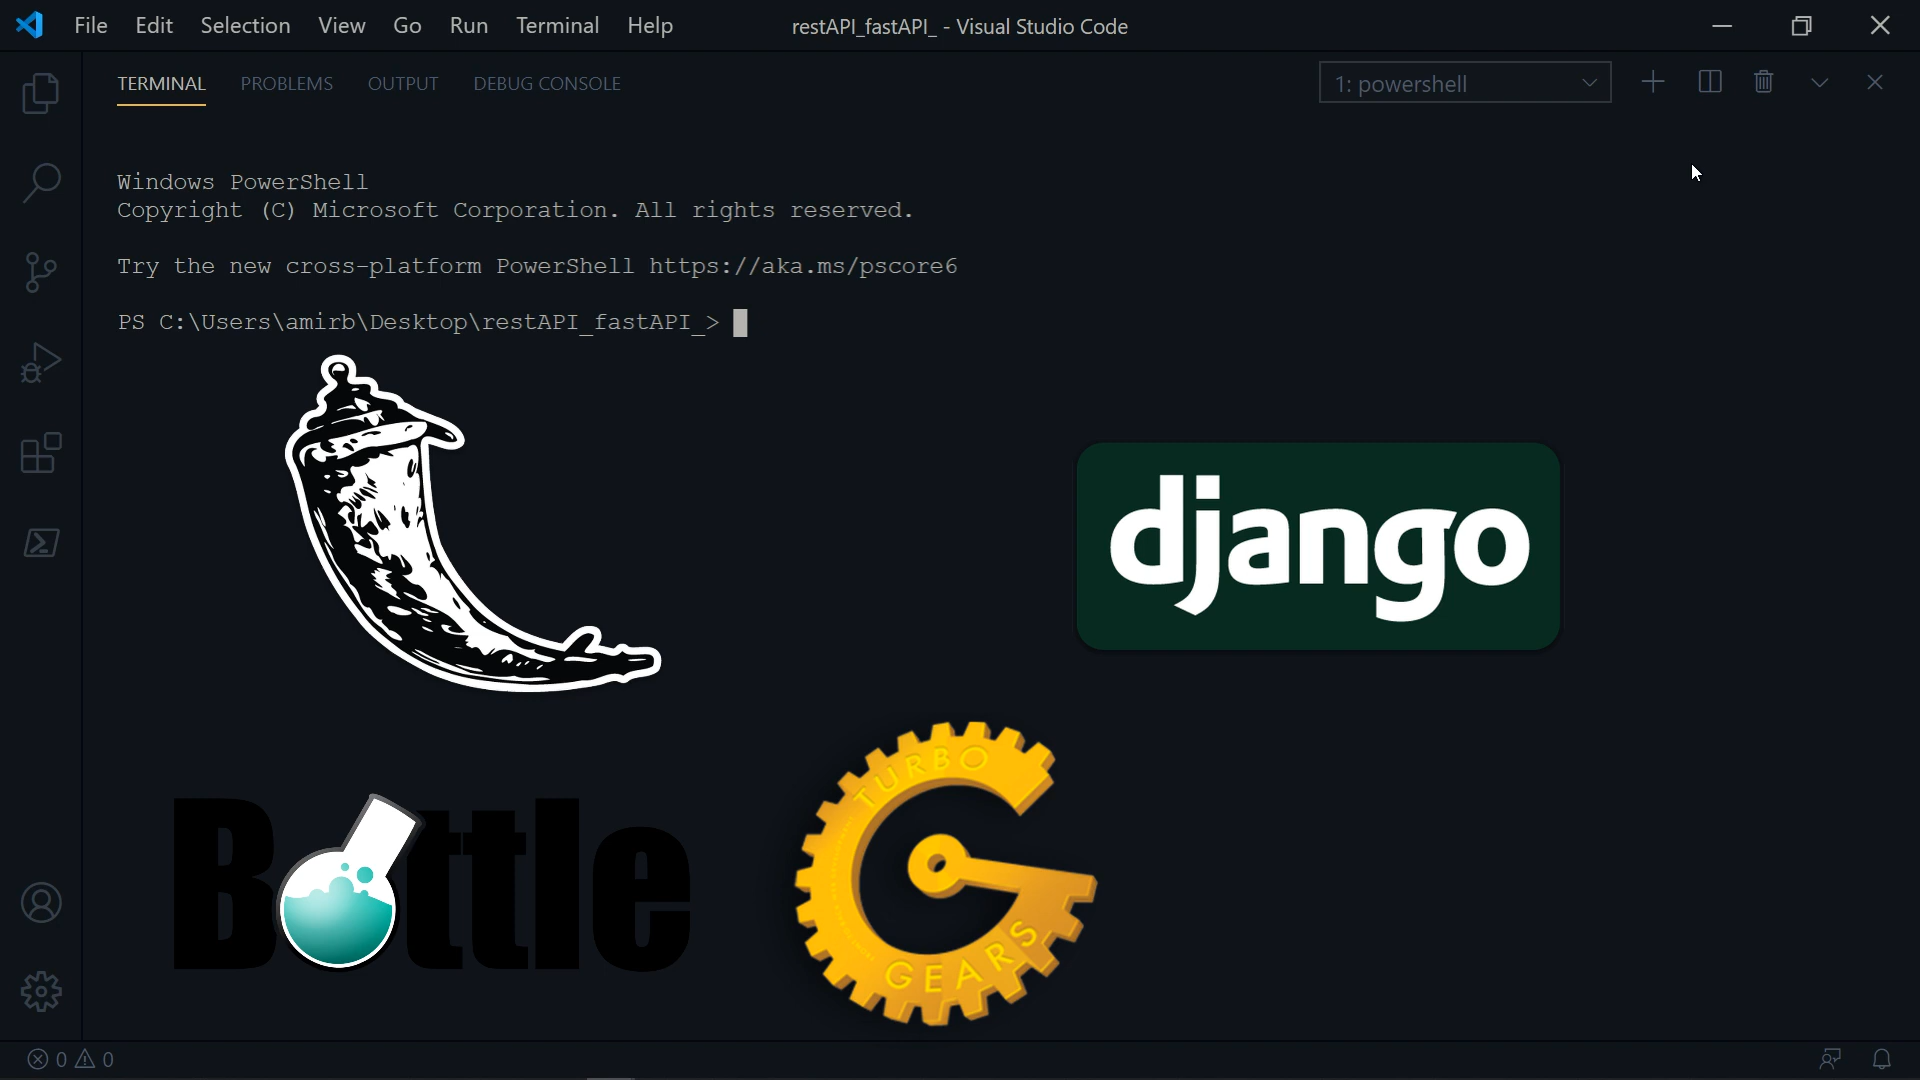 File Edit Selection View Go Run Terminal Help restAPI_fastAPI_ - Visual Studio Code
TERMINAL PROBLEMS OUTPUT DEBUG CONSOLE 1: powershell
Windows PowerShell
Copyright (C) Microsoft Corporation. All rights reserved.
Try the new cross-platform PowerShell https://aka.ms/pscore6
PS C:\Users\amirb\Desktop\restAPI_fastAPI_>
django
TURBO
Bottle
GEARS
0 0